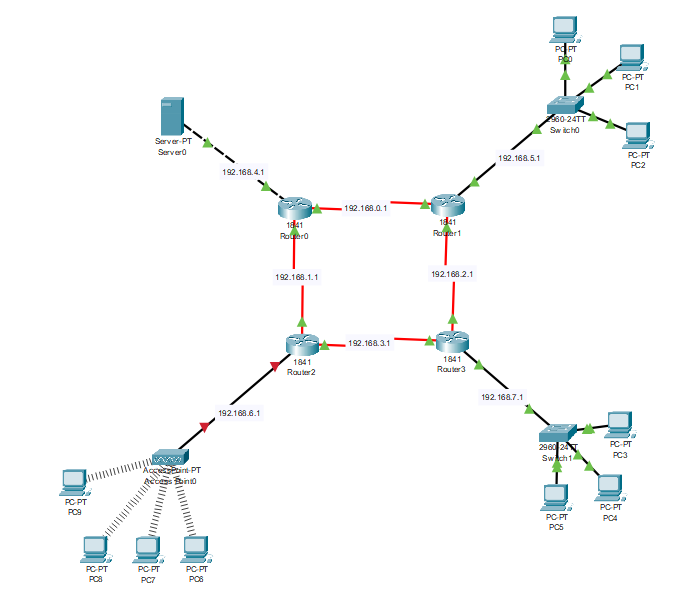 PC-PT
PC0
PC-PT
PC1
2960-24TT
Switch0
PC-PT
PC2
Server-PT
Server0
192.168.5.1
192.168.4.1
192.168.0.1
1841
Router0
1841
Router1
192.168.1.1
192.168.2.1
192.168.3.1
1841
Router2
1841
Router3
192.168.7.1
192.168.6.1
2960-24TT
Switch1
PC-PT
PC3
AccessPoint-PT
Access Point0
PC-PT
PC9
PC-PT
PC4
PC-PT
PC5
PC-PT
PC8
PC-PT
PC7
PC-PT
PC6